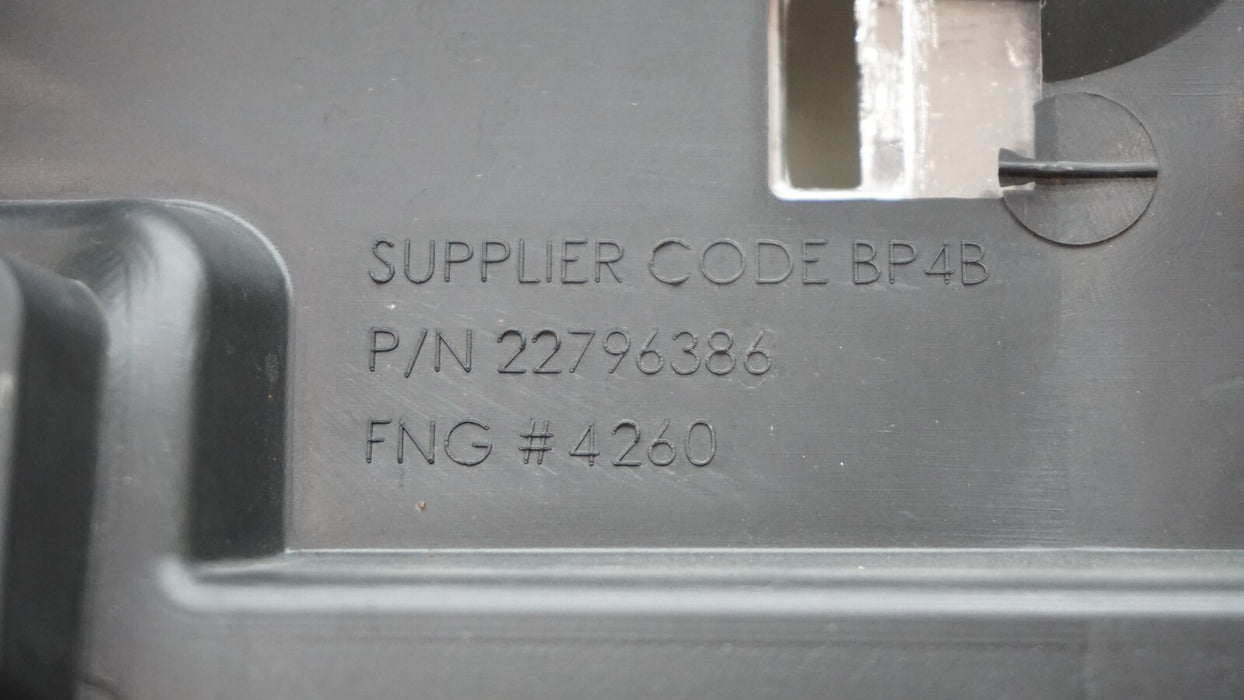 SUPPLIER CODE BP4B
P/N 22796386
FNG #4260